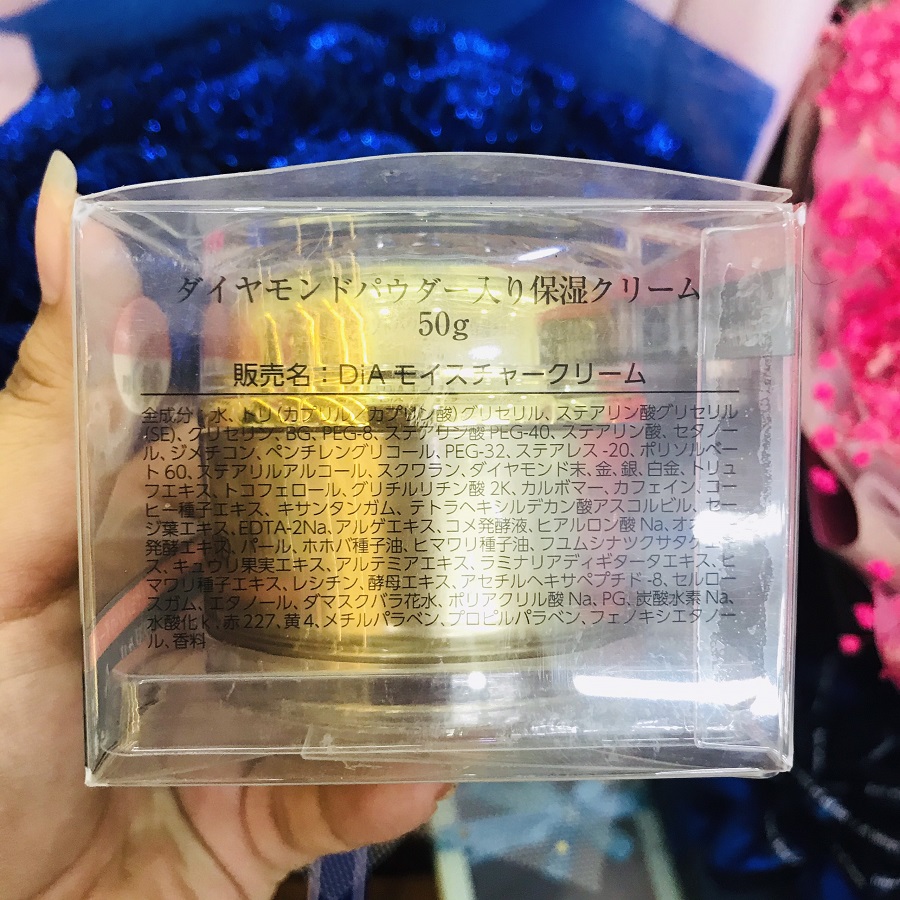 ダイヤモンドパウダー入り保湿クリーム
50g
販売名：DiA モイスチャークリーム
全成分：水、トリ(カプリル/カプリン酸)グリセリル、ステアリン酸グリセリル
(SE)、グリセリン、BG、PEG-8、ステアリン酸 PEG-40、ステアリン酸、セタノー
ル、ジメチコン、ペンチレングリコール、PEG-32、ステアレス -20、ポリソルベー
ト 60、ステアリルアルコール、スクワラン、ダイヤモンド末、金、銀、白金、トリュ
フエキス、トコフェロール、グリチルリチン酸 2K、カルボマー、カフェイン、コー
ヒー種子エキス、キサンタンガム、テトラヘキシルデカン酸アスコルビル、セー
ジ葉エキス、EDTA-2Na、アルゲエキス、コメ発酵液、ヒアルロン酸 Na、オ
発酵エキス、パール、ホホバ種子油、ヒマワリ種子油、フユムシナツクサタケエキ
ス、キュウリ果実エキス、アルテミアエキス、ラミナリアディギタータエキス、ヒ
マワリ種子エキス、レシチン、酵母エキス、アセチルヘキサペプチド -8、セルロー
スガム、エタノール、ダマスクバラ花水、ポリアクリル酸 Na、PG、炭酸水素 Na、
水酸化 K、赤 227、黄 4、メチルパラベン、プロピルパラベン、フェノキシエタノー
ル、香料